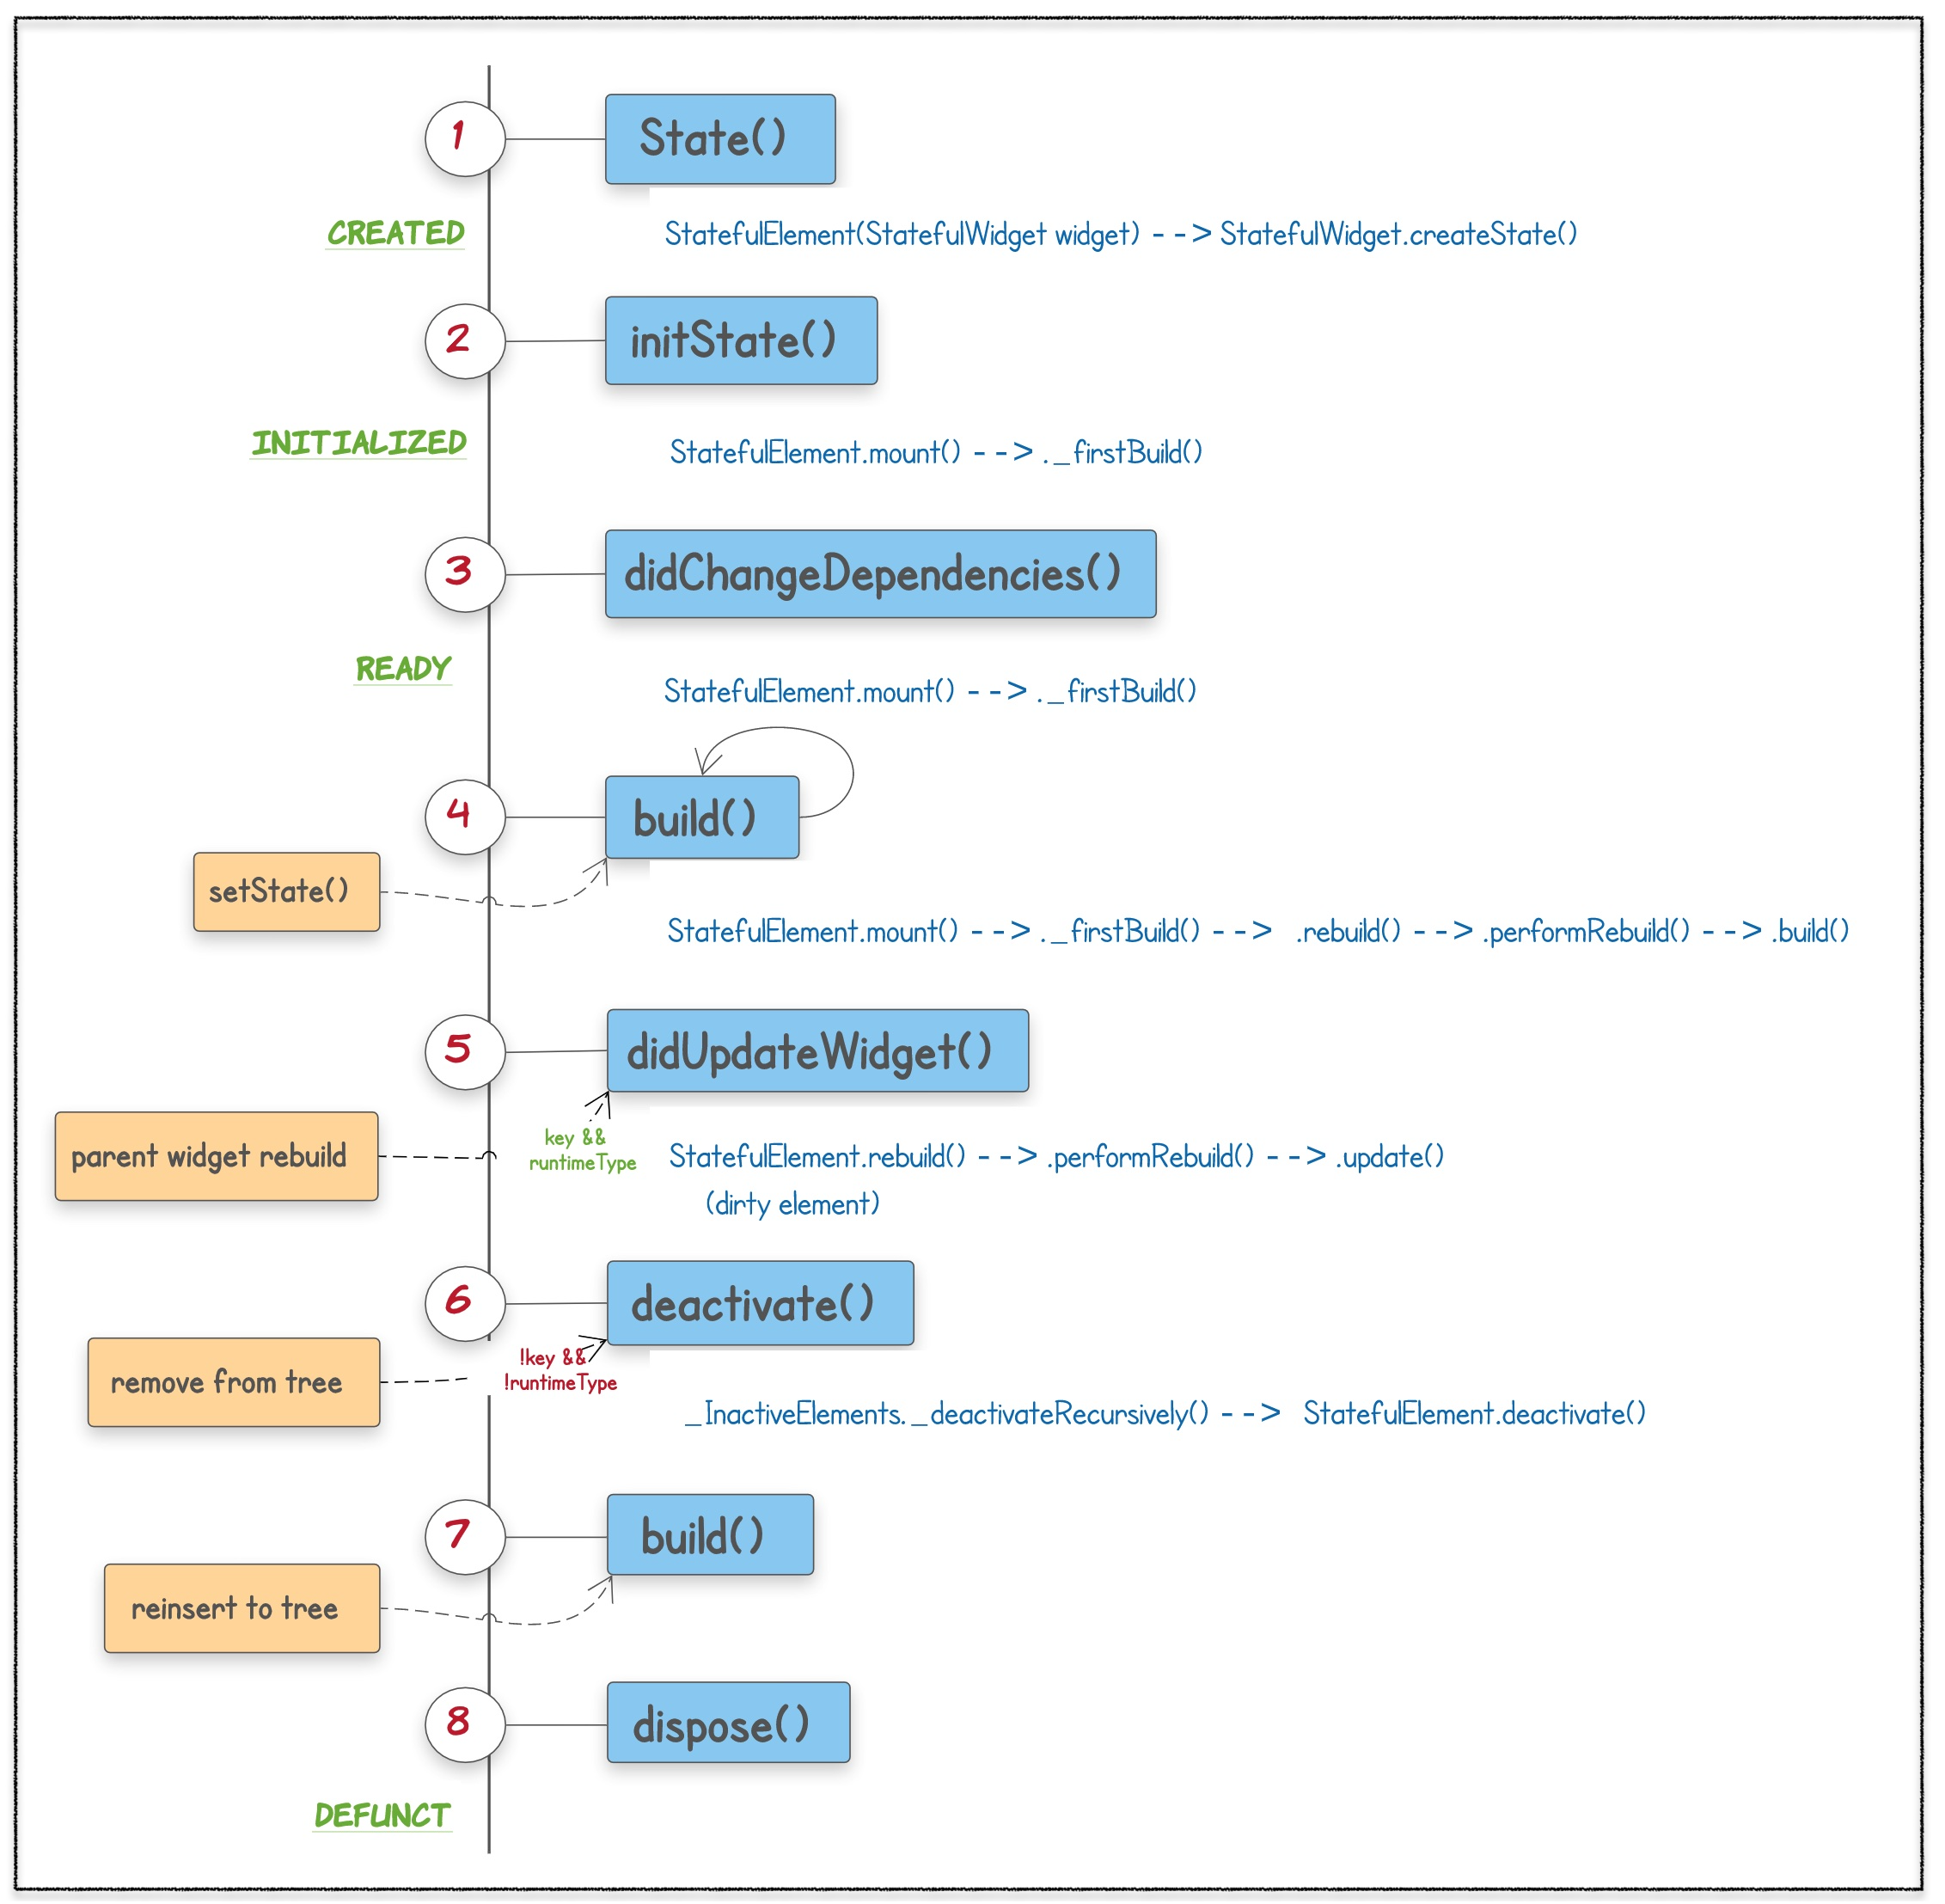 1
State()
CREATED
StatefulElement(StatefulWidget widget) --> StatefulWidget.createState()
2
initState()
INITIALIZED
StatefulElement.mount() --> ._firstBuild()
3
didChangeDependencies()
READY
StatefulElement.mount() --> ._firstBuild()
4
build()
setState()
StatefulElement.mount() --> ._firstBuild() --> .rebuild() --> .performRebuild() --> .build()
5
didUpdateWidget()
parent widget rebuild
key &&
runtimeType
StatefulElement.rebuild() --> .performRebuild() --> .update()
(dirty element)
6
deactivate()
remove from tree
!key &&
!runtimeType
_InactiveElements._deactivateRecursively() --> StatefulElement.deactivate()
7
build()
reinsert to tree
8
dispose()
DEFUNCT